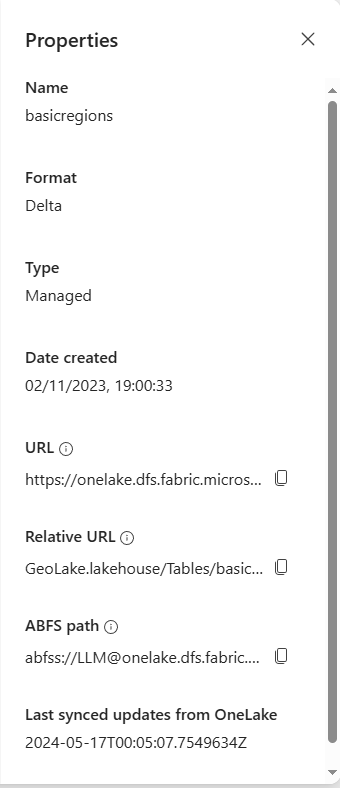 Properties
Name
basicregions
Format
Delta
Type
Managed
Date created
02/11/2023, 19:00:33
URL
https://onelake.dfs.fabric.micros...
Relative URL
GeoLake.lakehouse/Tables/basic...
ABFS path
abfss://LLM@onelake.dfs.fabric....
Last synced updates from OneLake
2024-05-17T00:05:07.7549634Z